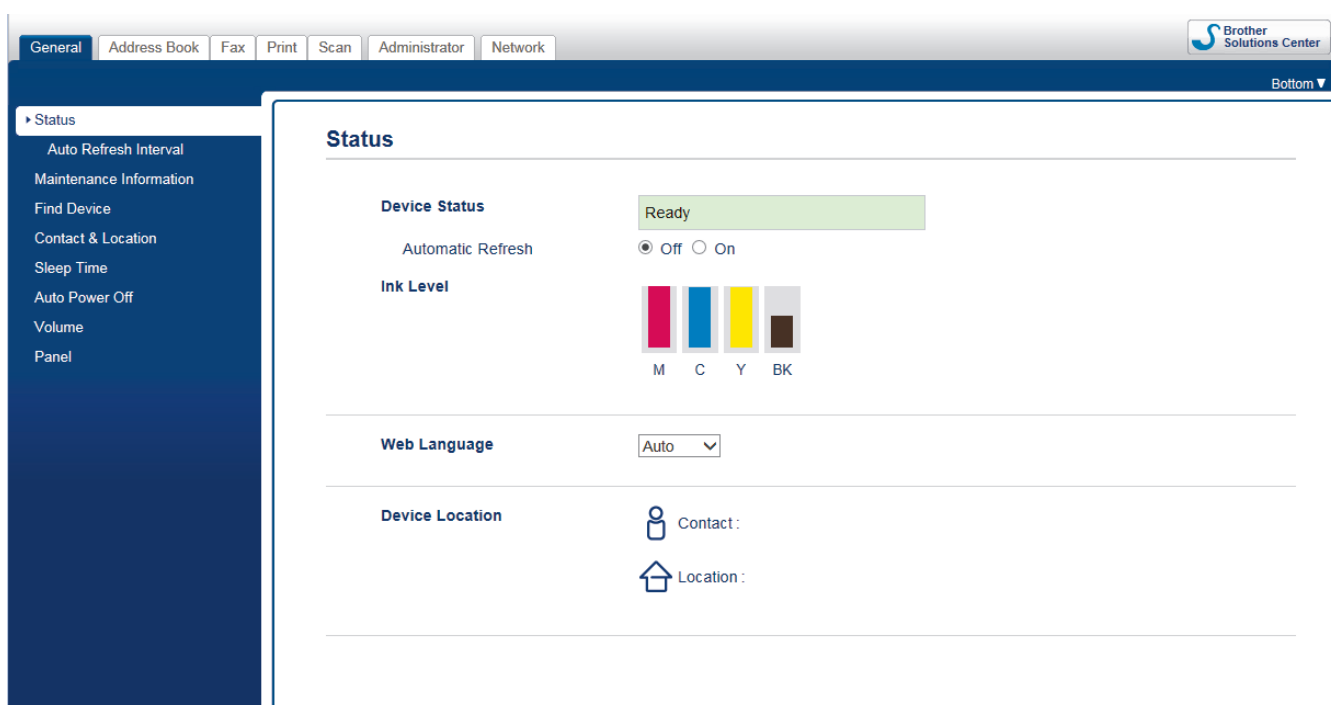 General Address Book Fax Print Scan Administrator Network
Brother
Solutions Center
Bottom▼
Status
Auto Refresh Interval
Maintenance Information
Find Device
Contact & Location
Sleep Time
Auto Power Off
Volume
Panel
Status
Device Status Ready
Automatic Refresh Off On
Ink Level
M C Y BK
Web Language Auto
Device Location Contact :
Location :